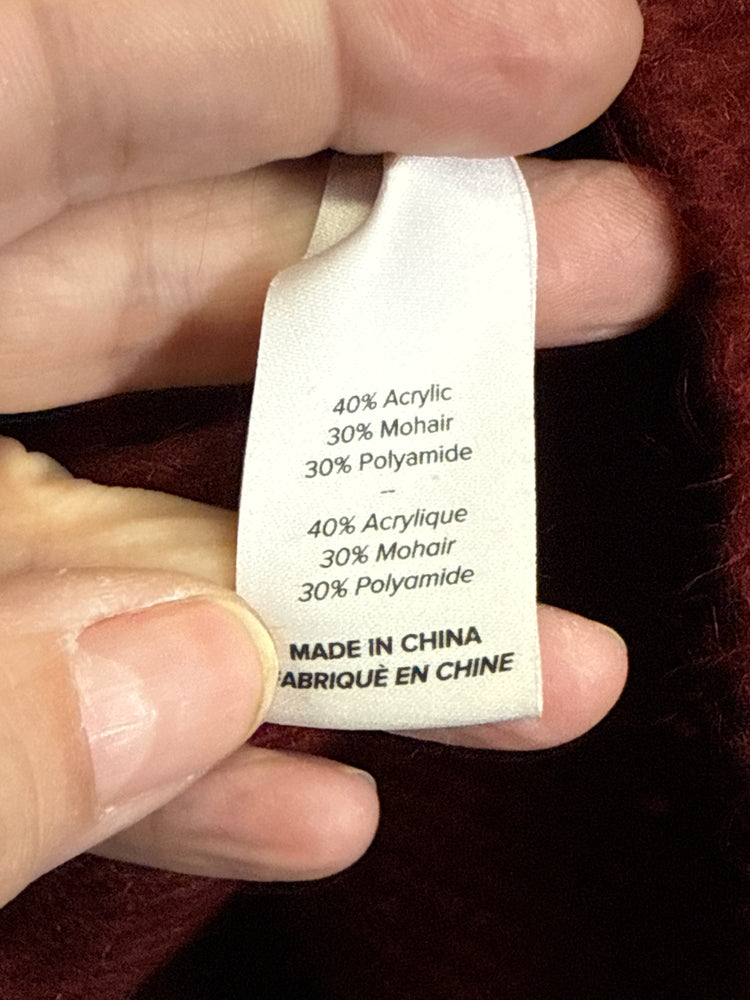 40% Acrylic
30% Mohair
30% Polyamide
--
40% Acrylique
30% Mohair
30% Polyamide
MADE IN CHINA
FABRIQUÈ EN CHINE